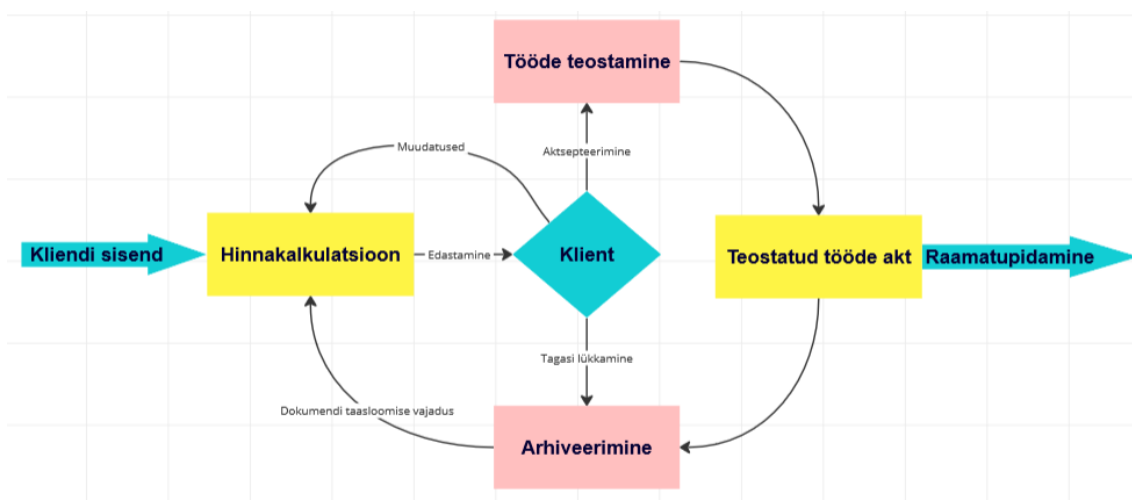 Tööde teostamine
Muudatused
Aktsepteerimine
Kliendi sisend
Hinnakalkulatsioon
Edastamine
Klient
Teostatud tööde akt
Raamatupidamine
Tagasi lükkamine
Dokumendi taasloomise vajadus
Arhiveerimine